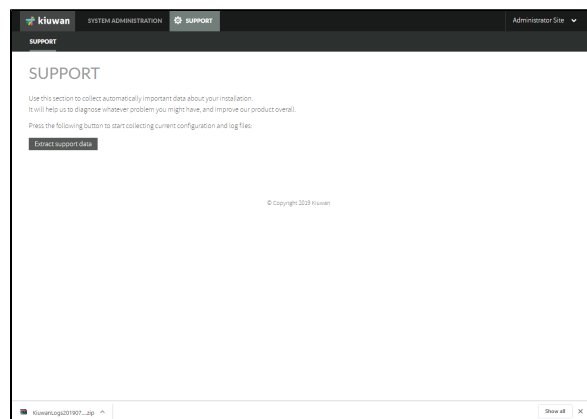 kiuwan SYSTEM ADMINISTRATION SUPPORT Administrator Site
SUPPORT
SUPPORT
Use this section to collect automatically important data about your installation.
It will help us to diagnose whatever problem you might have, and improve our product overall.
Press the following button to start collecting current configuration and log files:
Extract support data
© Copyright 2019 Kiuwan
KiuwanLogs201907....zip Show all